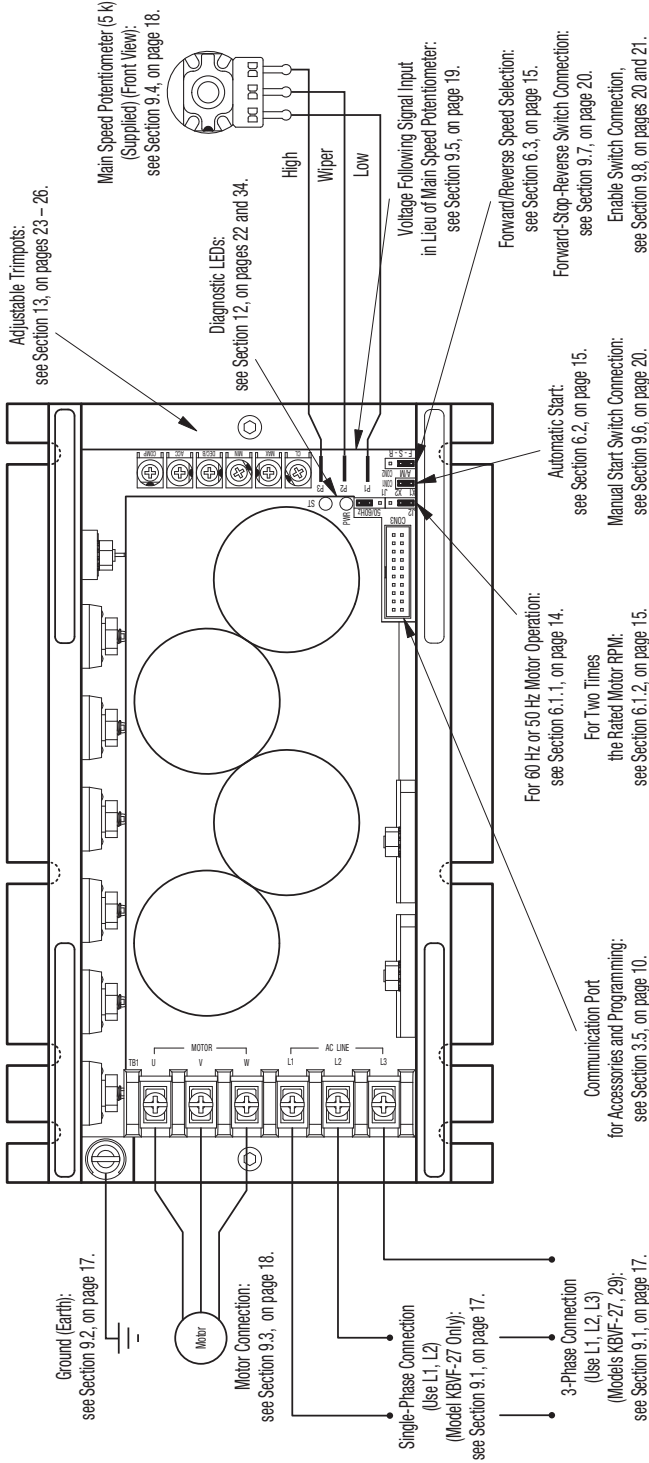 Main Speed Potentiometer (5 k)
(Supplied) (Front View):
see Section 9.4, on page 18.
Adjustable Trimpots:
see Section 13, on pages 23 – 26.
Diagnostic LEDs:
see Section 12, on pages 22 and 34.
High
Wiper
Low
Voltage Following Signal Input
in Lieu of Main Speed Potentiometer:
see Section 9.5, on page 19.
Forward/Reverse Speed Selection:
see Section 6.3, on page 15.
Forward-Stop-Reverse Switch Connection:
see Section 9.7, on page 20.
Enable Switch Connection,
see Section 9.8, on pages 20 and 21.
Automatic Start:
see Section 6.2, on page 15.
Manual Start Switch Connection:
see Section 9.6, on page 20.
For 60 Hz or 50 Hz Motor Operation:
see Section 6.1.1, on page 14.
For Two Times
the Rated Motor RPM:
see Section 6.1.2, on page 15.
Communication Port
for Accessories and Programming:
see Section 3.5, on page 10.
Ground (Earth):
see Section 9.2, on page 17.
Motor
Motor Connection:
see Section 9.3, on page 18.
Single-Phase Connection
(Use L1, L2)
(Model KBVF-27 Only):
see Section 9.1, on page 17.
3-Phase Connection
(Use L1, L2, L3)
(Models KBVF-27, 29):
see Section 9.1, on page 17.
TB1
MOTOR
U
V
W
AC LINE
L1
L2
L3
COMP
ACC
DEC/B
MIN
MAX
CL
ST
PWR
P3
P2
P1
50/60Hz
J1
X2
X1
J2
CON1
CON2
A/M
F - S - R
CON3